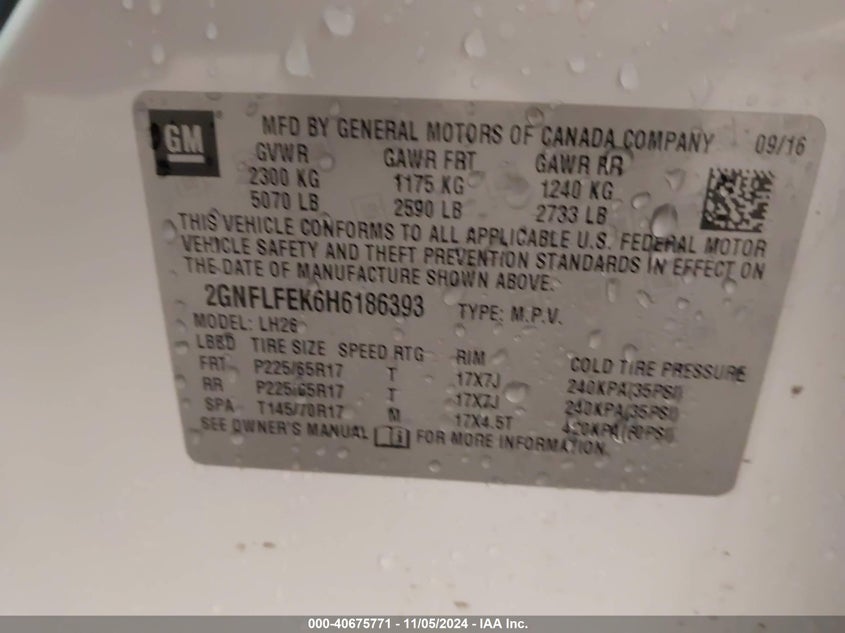 GM®
MFD BY GENERAL MOTORS OF CANADA COMPANY 09/16
GVWR GAWR FRT GAWR RR
2300 KG 1175 KG 1240 KG
5070 LB 2590 LB 2733 LB
THIS VEHICLE CONFORMS TO ALL APPLICABLE U.S. FEDERAL MOTOR
VEHICLE SAFETY AND THEFT PREVENTION STANDARDS IN EFFECT ON
THE DATE OF MANUFACTURE SHOWN ABOVE.
2GNFLFEK6H6186393 TYPE: M.P.V.
MODEL: LH26
LBBD TIRE SIZE SPEED RTG RIM COLD TIRE PRESSURE
FRT P225/65R17 T 17X7J 240KPA(35PSI)
RR P225/65R17 T 17X7J 240KPA(35PSI)
SPA T145/70R17 M 17X4.5T 420KPA(60PSI)
SEE OWNER'S MANUAL FOR MORE INFORMATION.
000-40675771 - 11/05/2024 - IAA Inc.